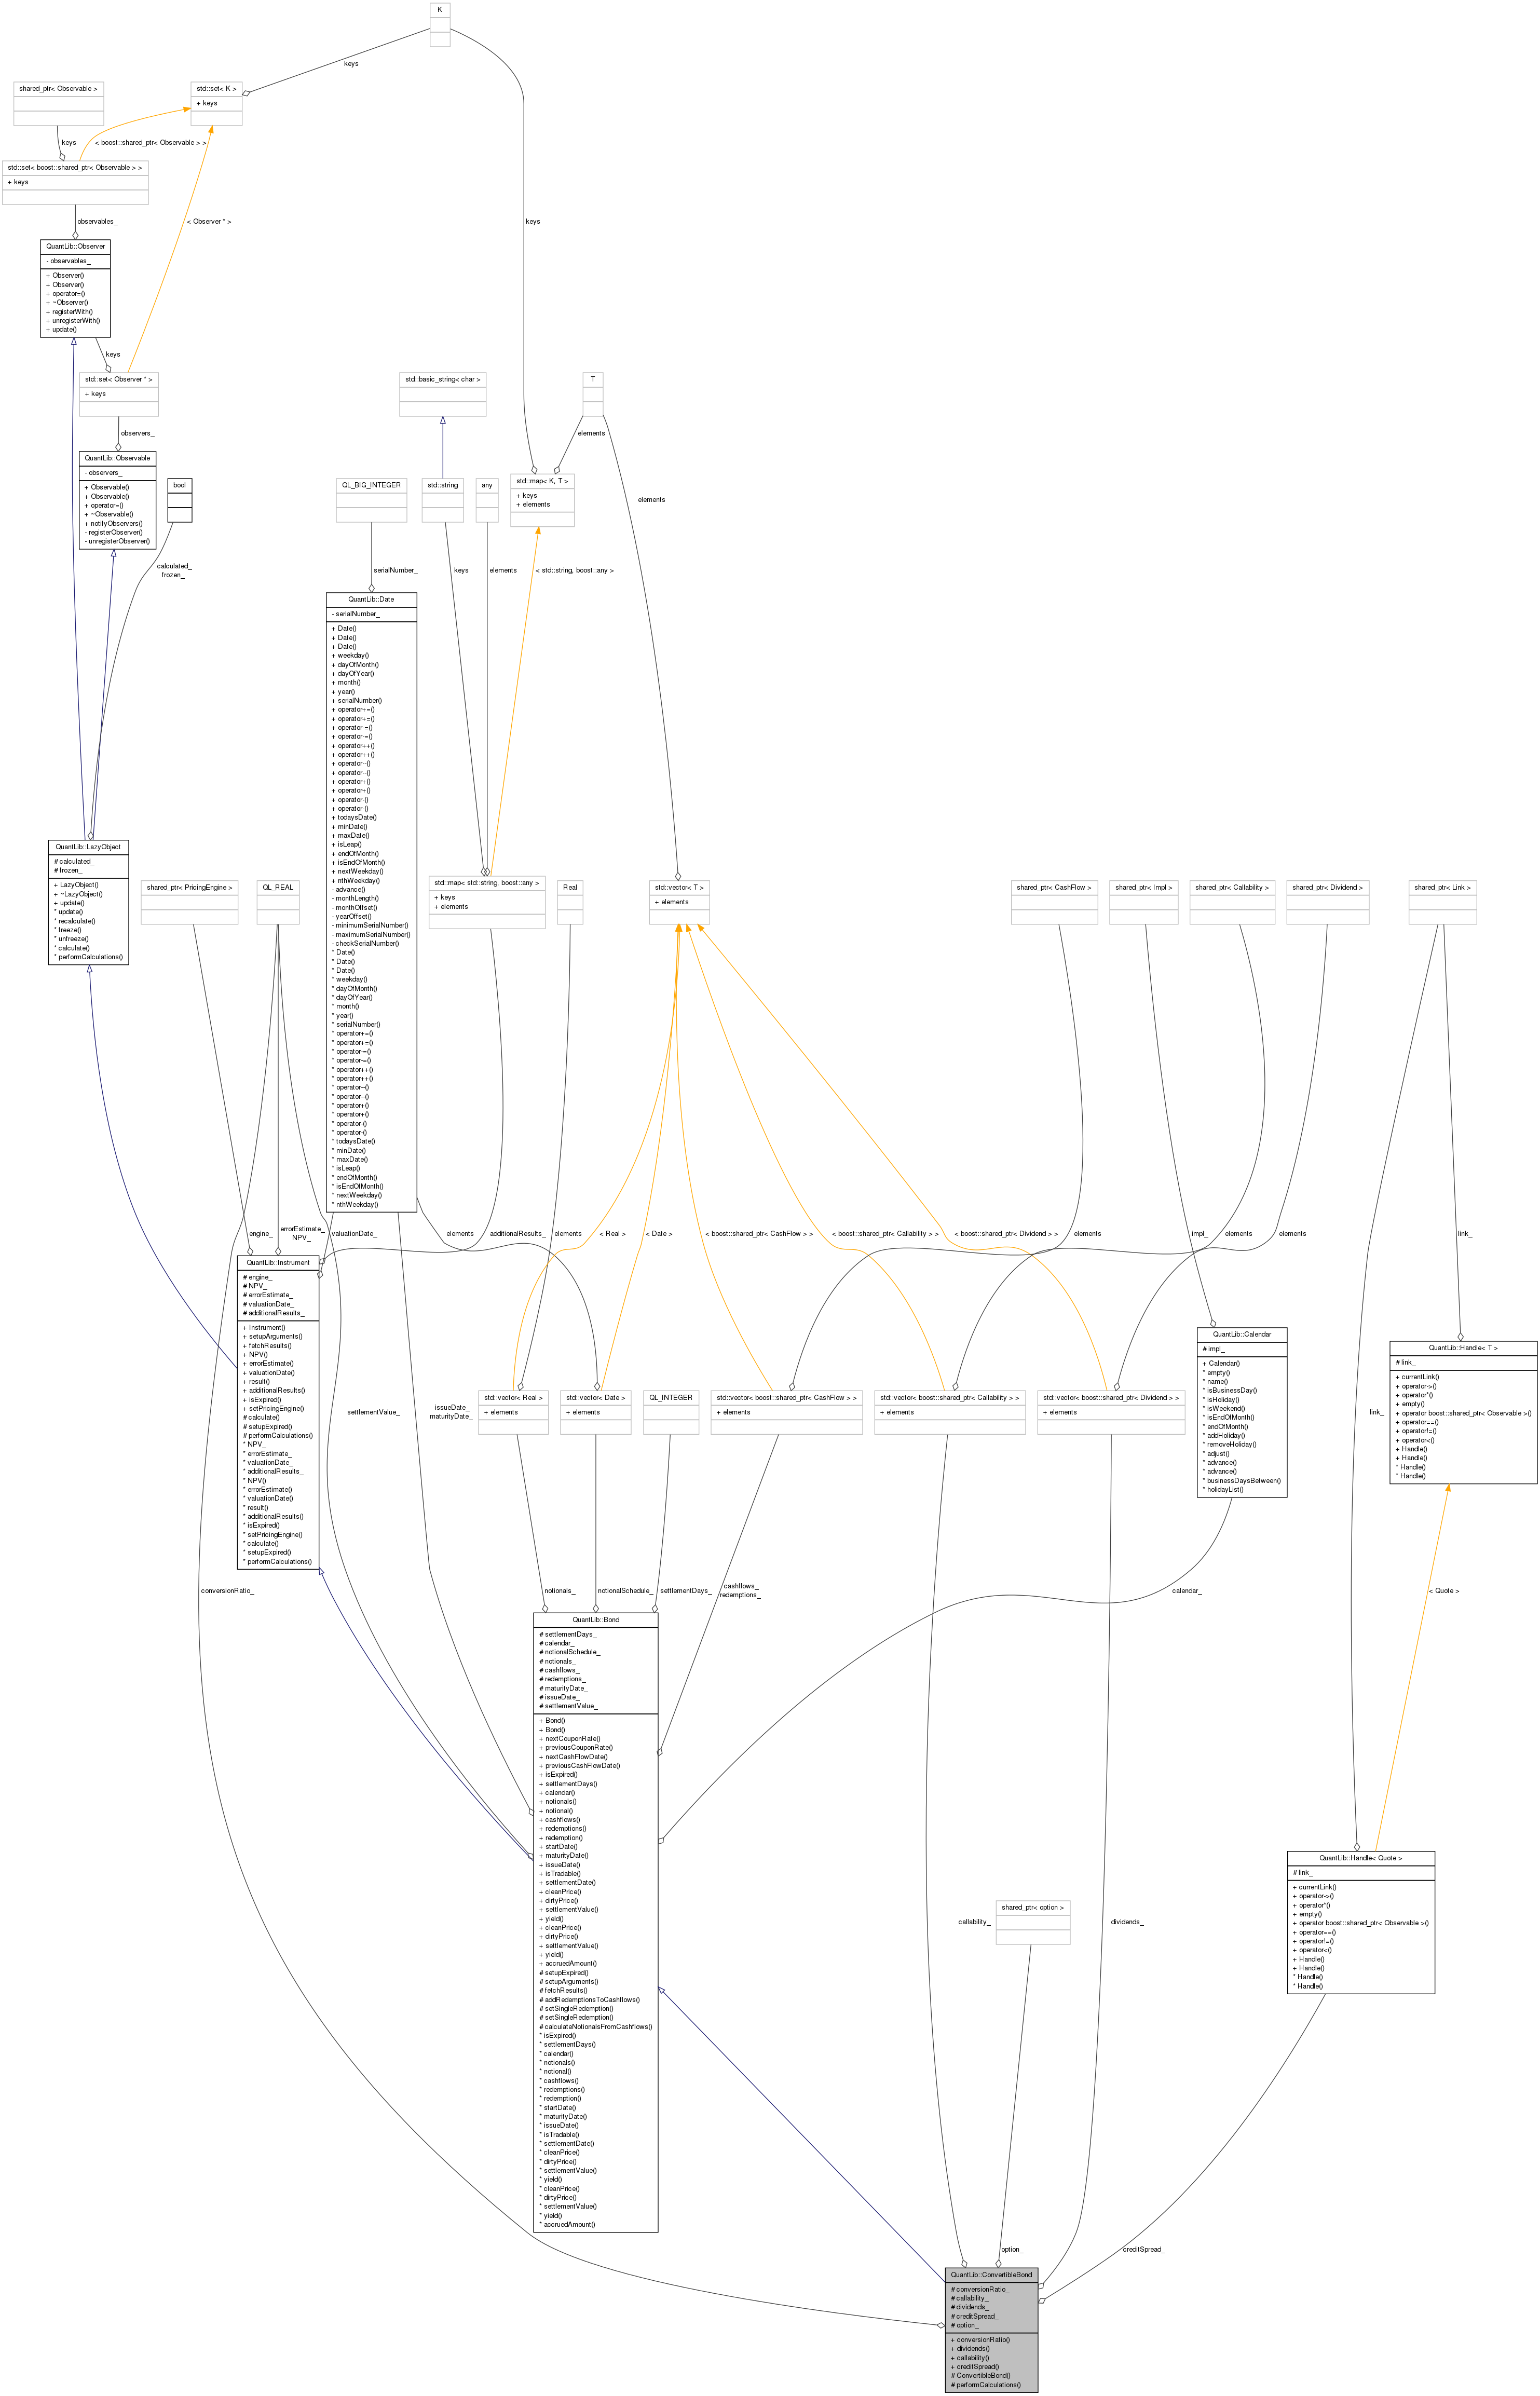 K
keys
shared_ptr< Observable >
std::set< K >
+ keys
keys
< boost::shared_ptr< Observable > >
std::set< boost::shared_ptr< Observable > >
+ keys
keys
observables_
< Observer * >
QuantLib::Observer
- observables_
+ Observer()
+ Observer()
+ operator=()
+ ~Observer()
+ registerWith()
+ unregisterWith()
+ update()
keys
std::set< Observer * >
+ keys
std::basic_string< char >
T
observers_
elements
QuantLib::Observable
- observers_
+ Observable()
+ Observable()
+ operator=()
+ ~Observable()
+ notifyObservers()
- registerObserver()
- unregisterObserver()
bool
QL_BIG_INTEGER
std::string
any
std::map< K, T >
+ keys
+ elements
elements
calculated_
frozen_
serialNumber_
keys
elements
< std::string, boost::any >
QuantLib::Date
- serialNumber_
+ Date()
+ Date()
+ Date()
+ weekday()
+ dayOfMonth()
+ dayOfYear()
+ month()
+ year()
+ serialNumber()
+ operator+=()
+ operator+=()
+ operator-=()
+ operator-=()
+ operator++()
+ operator++()
+ operator--()
+ operator--()
+ operator+()
+ operator+()
+ operator-()
+ operator-()
+ todaysDate()
+ minDate()
+ maxDate()
+ isLeap()
+ endOfMonth()
+ isEndOfMonth()
+ nextWeekday()
+ nthWeekday()
- advance()
- monthLength()
- monthOffset()
- yearOffset()
- minimumSerialNumber()
- maximumSerialNumber()
- checkSerialNumber()
* Date()
* Date()
* Date()
* weekday()
* dayOfMonth()
* dayOfYear()
* month()
* year()
* serialNumber()
* operator+=()
* operator+=()
* operator-=()
* operator-=()
* operator++()
* operator++()
* operator--()
* operator--()
* operator+()
* operator+()
* operator-()
* operator-()
* todaysDate()
* minDate()
* maxDate()
* isLeap()
* endOfMonth()
* isEndOfMonth()
* nextWeekday()
* nthWeekday()
QuantLib::LazyObject
# calculated_
# frozen_
+ LazyObject()
+ ~LazyObject()
+ update()
* update()
* recalculate()
* freeze()
* unfreeze()
* calculate()
* performCalculations()
shared_ptr< PricingEngine >
QL_REAL
std::map< std::string, boost::any >
+ keys
+ elements
Real
std::vector< T >
+ elements
shared_ptr< CashFlow >
shared_ptr< Impl >
shared_ptr< Callability >
shared_ptr< Dividend >
shared_ptr< Link >
engine_
errorEstimate_
NPV_
valuationDate_
elements
additionalResults_
elements
< Real >
< Date >
< boost::shared_ptr< CashFlow > >
< boost::shared_ptr< Callability > >
< boost::shared_ptr< Dividend > >
elements
impl_
elements
elements
link_
QuantLib::Instrument
# engine_
# NPV_
# errorEstimate_
# valuationDate_
# additionalResults_
+ Instrument()
+ setupArguments()
+ fetchResults()
+ NPV()
+ errorEstimate()
+ valuationDate()
+ result()
+ additionalResults()
+ isExpired()
+ setPricingEngine()
# calculate()
# setupExpired()
# performCalculations()
* NPV_
* errorEstimate_
* valuationDate_
* additionalResults_
* NPV()
* errorEstimate()
* valuationDate()
* result()
* additionalResults()
* isExpired()
* setPricingEngine()
* calculate()
* setupExpired()
* performCalculations()
QuantLib::Calendar
# impl_
+ Calendar()
* empty()
* name()
* isBusinessDay()
* isHoliday()
* isWeekend()
* isEndOfMonth()
* endOfMonth()
* addHoliday()
* removeHoliday()
* adjust()
* advance()
* advance()
* businessDaysBetween()
* holidayList()
QuantLib::Handle< T >
# link_
+ currentLink()
+ operator->()
+ operator*()
+ empty()
+ operator boost::shared_ptr< Observable >()
+ operator==()
+ operator!=()
+ operator<()
+ Handle()
+ Handle()
* Handle()
* Handle()
settlementValue_
issueDate_
maturityDate_
std::vector< Real >
+ elements
std::vector< Date >
+ elements
QL_INTEGER
std::vector< boost::shared_ptr< CashFlow > >
+ elements
std::vector< boost::shared_ptr< Callability > >
+ elements
std::vector< boost::shared_ptr< Dividend > >
+ elements
link_
conversionRatio_
notionals_
notionalSchedule_
settlementDays_
cashflows_
redemptions_
calendar_
< Quote >
QuantLib::Bond
# settlementDays_
# calendar_
# notionalSchedule_
# notionals_
# cashflows_
# redemptions_
# maturityDate_
# issueDate_
# settlementValue_
+ Bond()
+ Bond()
+ nextCouponRate()
+ previousCouponRate()
+ nextCashFlowDate()
+ previousCashFlowDate()
+ isExpired()
+ settlementDays()
+ calendar()
+ notionals()
+ notional()
+ cashflows()
+ redemptions()
+ redemption()
+ startDate()
+ maturityDate()
+ issueDate()
+ isTradable()
+ settlementDate()
+ cleanPrice()
+ dirtyPrice()
+ settlementValue()
+ yield()
+ cleanPrice()
+ dirtyPrice()
+ settlementValue()
+ yield()
+ accruedAmount()
# setupExpired()
# setupArguments()
# fetchResults()
# addRedemptionsToCashflows()
# setSingleRedemption()
# setSingleRedemption()
# calculateNotionalsFromCashflows()
* isExpired()
* settlementDays()
* calendar()
* notionals()
* notional()
* cashflows()
* redemptions()
* redemption()
* startDate()
* maturityDate()
* issueDate()
* isTradable()
* settlementDate()
* cleanPrice()
* dirtyPrice()
* settlementValue()
* yield()
* cleanPrice()
* dirtyPrice()
* settlementValue()
* yield()
* accruedAmount()
QuantLib::Handle< Quote >
# link_
+ currentLink()
+ operator->()
+ operator*()
+ empty()
+ operator boost::shared_ptr< Observable >()
+ operator==()
+ operator!=()
+ operator<()
+ Handle()
+ Handle()
* Handle()
* Handle()
shared_ptr< option >
callability_
dividends_
option_
creditSpread_
QuantLib::ConvertibleBond
# conversionRatio_
# callability_
# dividends_
# creditSpread_
# option_
+ conversionRatio()
+ dividends()
+ callability()
+ creditSpread()
# ConvertibleBond()
# performCalculations()